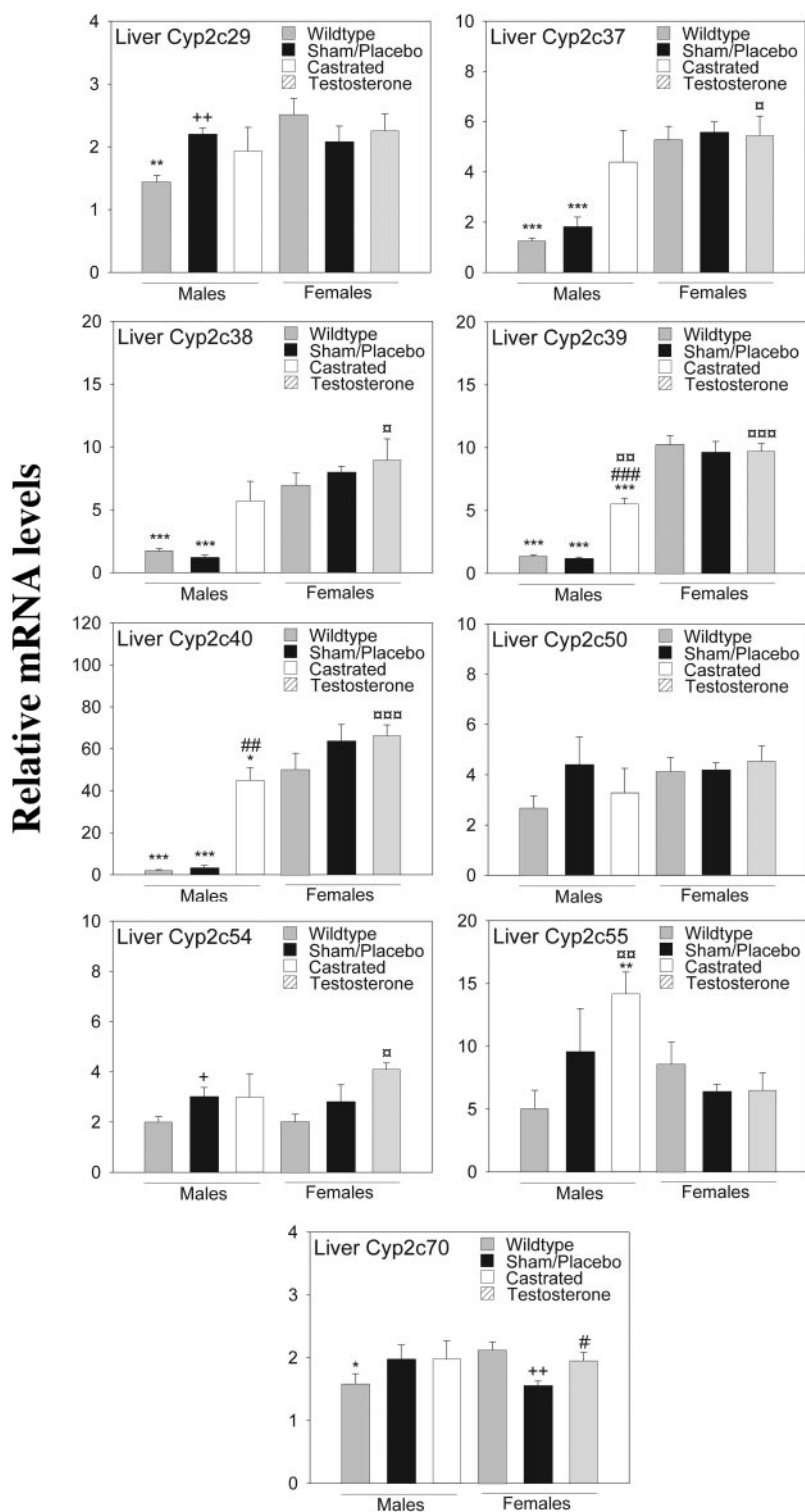 Relative mRNA levels
Liver Cyp2c29
4
3
2
1
0
Wildtype
Sham/Placebo
Castrated
Testosterone
**
++
Males
Females
Liver Cyp2c37
10
8
6
4
2
0
Wildtype
Sham/Placebo
Castrated
Testosterone
***
***
¤
Males
Females
Liver Cyp2c38
20
15
10
5
0
Wildtype
Sham/Placebo
Castrated
Testosterone
***
***
¤
Males
Females
Liver Cyp2c39
20
15
10
5
0
Wildtype
Sham/Placebo
Castrated
Testosterone
***
***
¤¤
###
***
¤¤¤
Males
Females
Liver Cyp2c40
120
100
80
60
40
20
0
Wildtype
Sham/Placebo
Castrated
Testosterone
***
***
##
*
¤¤¤
Males
Females
Liver Cyp2c50
10
8
6
4
2
0
Wildtype
Sham/Placebo
Castrated
Testosterone
Males
Females
Liver Cyp2c54
10
8
6
4
2
0
Wildtype
Sham/Placebo
Castrated
Testosterone
+
¤
Males
Females
Liver Cyp2c55
20
15
10
5
0
Wildtype
Sham/Placebo
Castrated
Testosterone
¤¤
**
Males
Females
Liver Cyp2c70
4
3
2
1
0
Wildtype
Sham/Placebo
Castrated
Testosterone
*
++
#
Males
Females